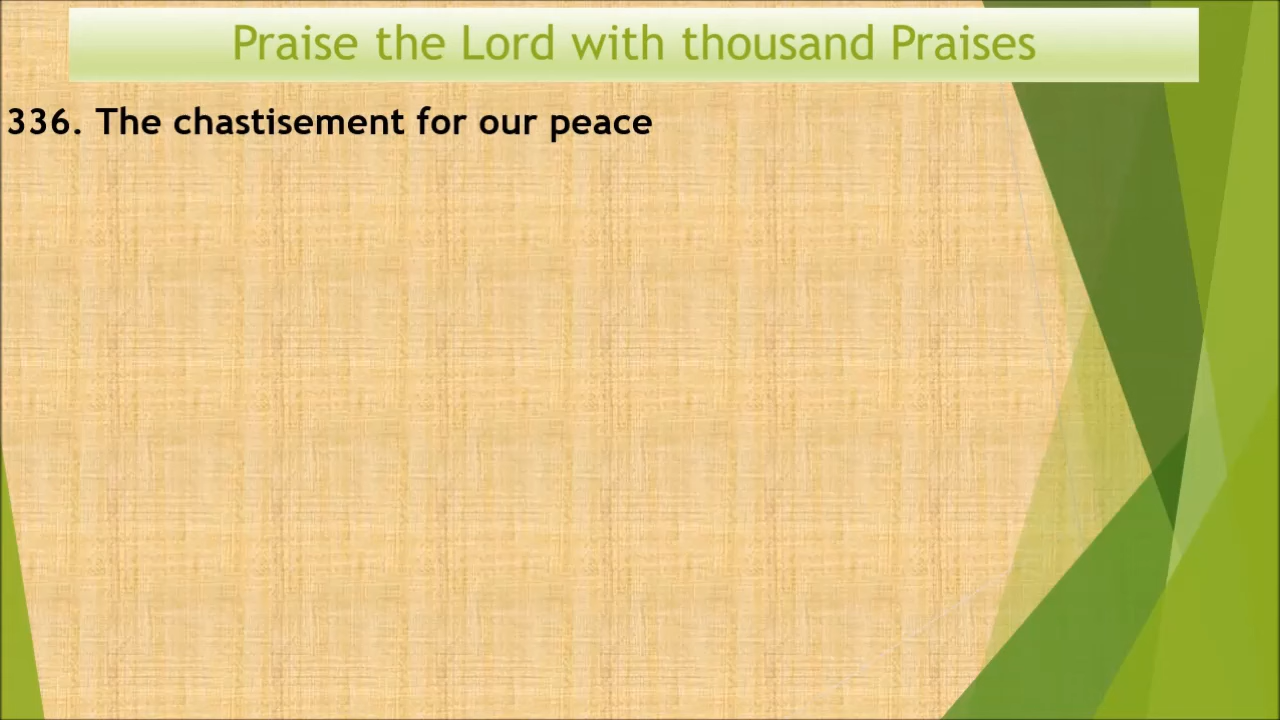 Praise the Lord with thousand Praises
336. The chastisement for our peace